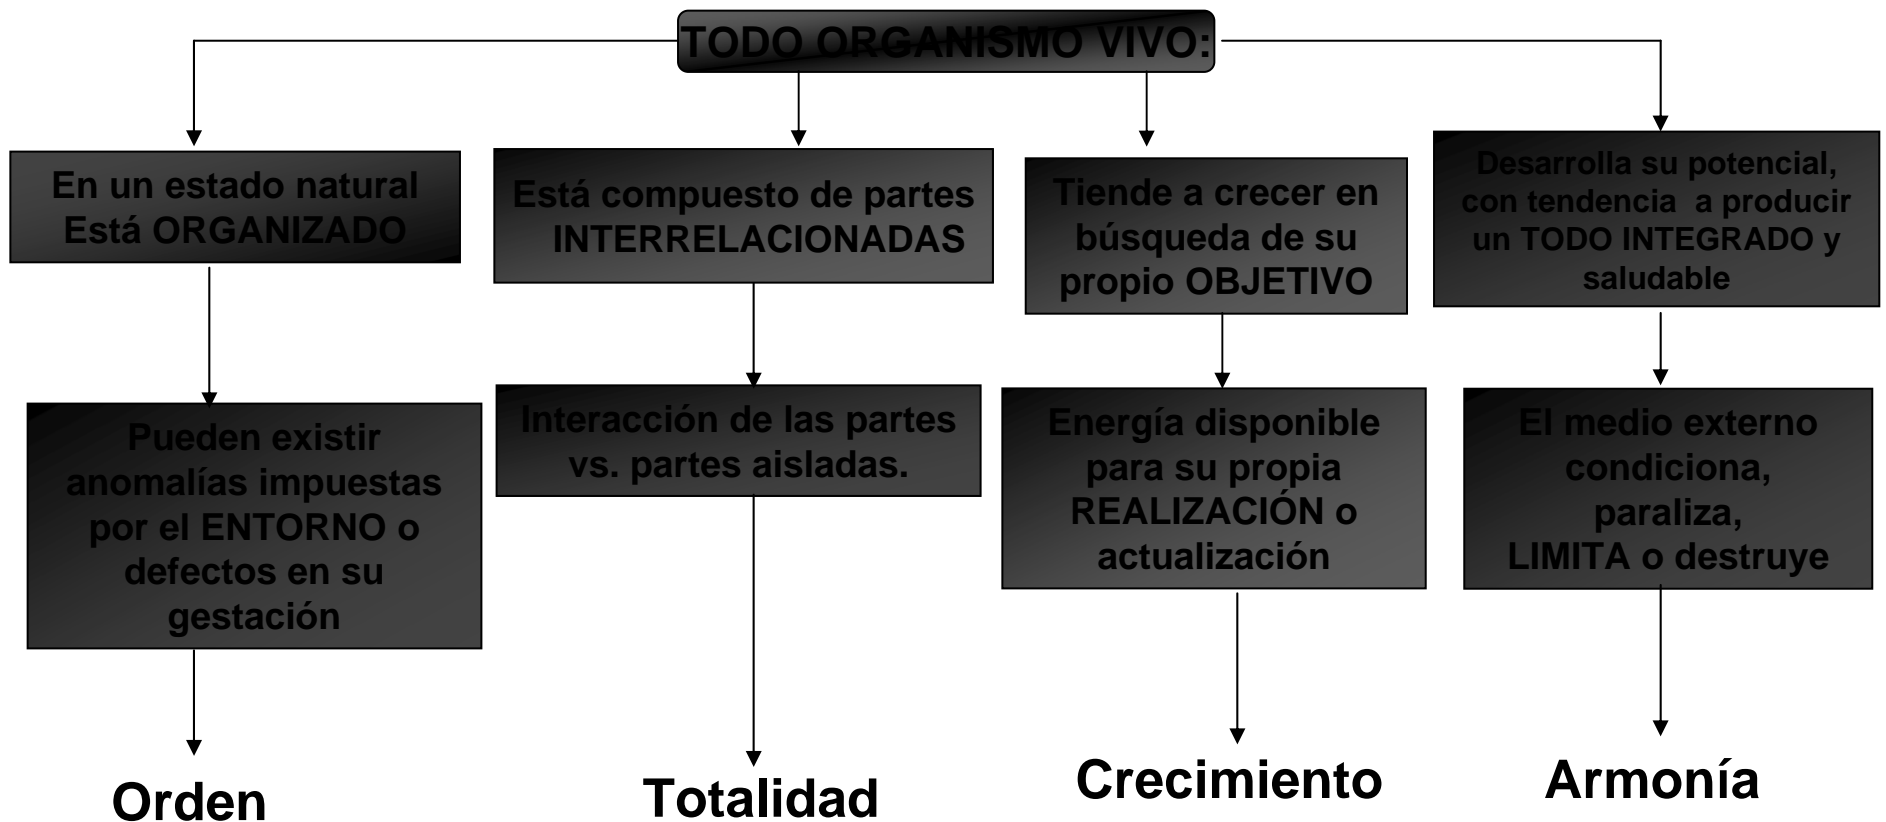 TODO ORGANISMO VIVO:
En un estado natural
Está ORGANIZADO
Está compuesto de partes
INTERRELACIONADAS
Tiende a crecer en
búsqueda de su
propio OBJETIVO
Desarrolla su potencial,
con tendencia  a producir
un TODO INTEGRADO y
saludable
Pueden existir
anomalías impuestas
por el ENTORNO o
defectos en su
gestación
Interacción de las partes
vs. partes aisladas.
Energía disponible
para su propia
REALIZACIÓN o
actualización
El medio externo
condiciona,
paraliza,
LIMITA o destruye
Orden
Totalidad
Crecimiento
Armonía